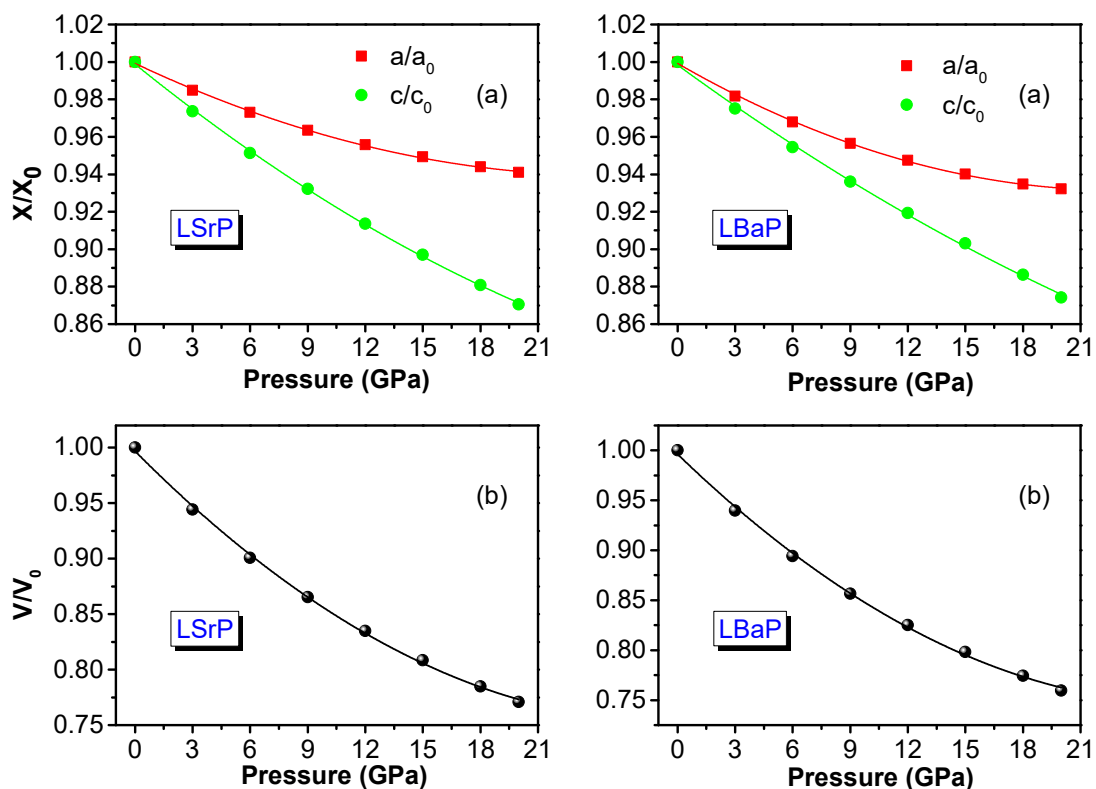 1.02
1.00
0.98
0.96
0.94
0.92
0.90
0.88
0.86
X/X0
a/a0
c/c0
(a)
LSrP
0 3 6 9 12 15 18 21
Pressure (GPa)
1.02
1.00
0.98
0.96
0.94
0.92
0.90
0.88
0.86
a/a0
c/c0
(a)
LBaP
0 3 6 9 12 15 18 21
Pressure (GPa)
1.00
0.95
0.90
0.85
0.80
0.75
V/V0
(b)
LSrP
0 3 6 9 12 15 18 21
Pressure (GPa)
1.00
0.95
0.90
0.85
0.80
0.75
(b)
LBaP
0 3 6 9 12 15 18 21
Pressure (GPa)